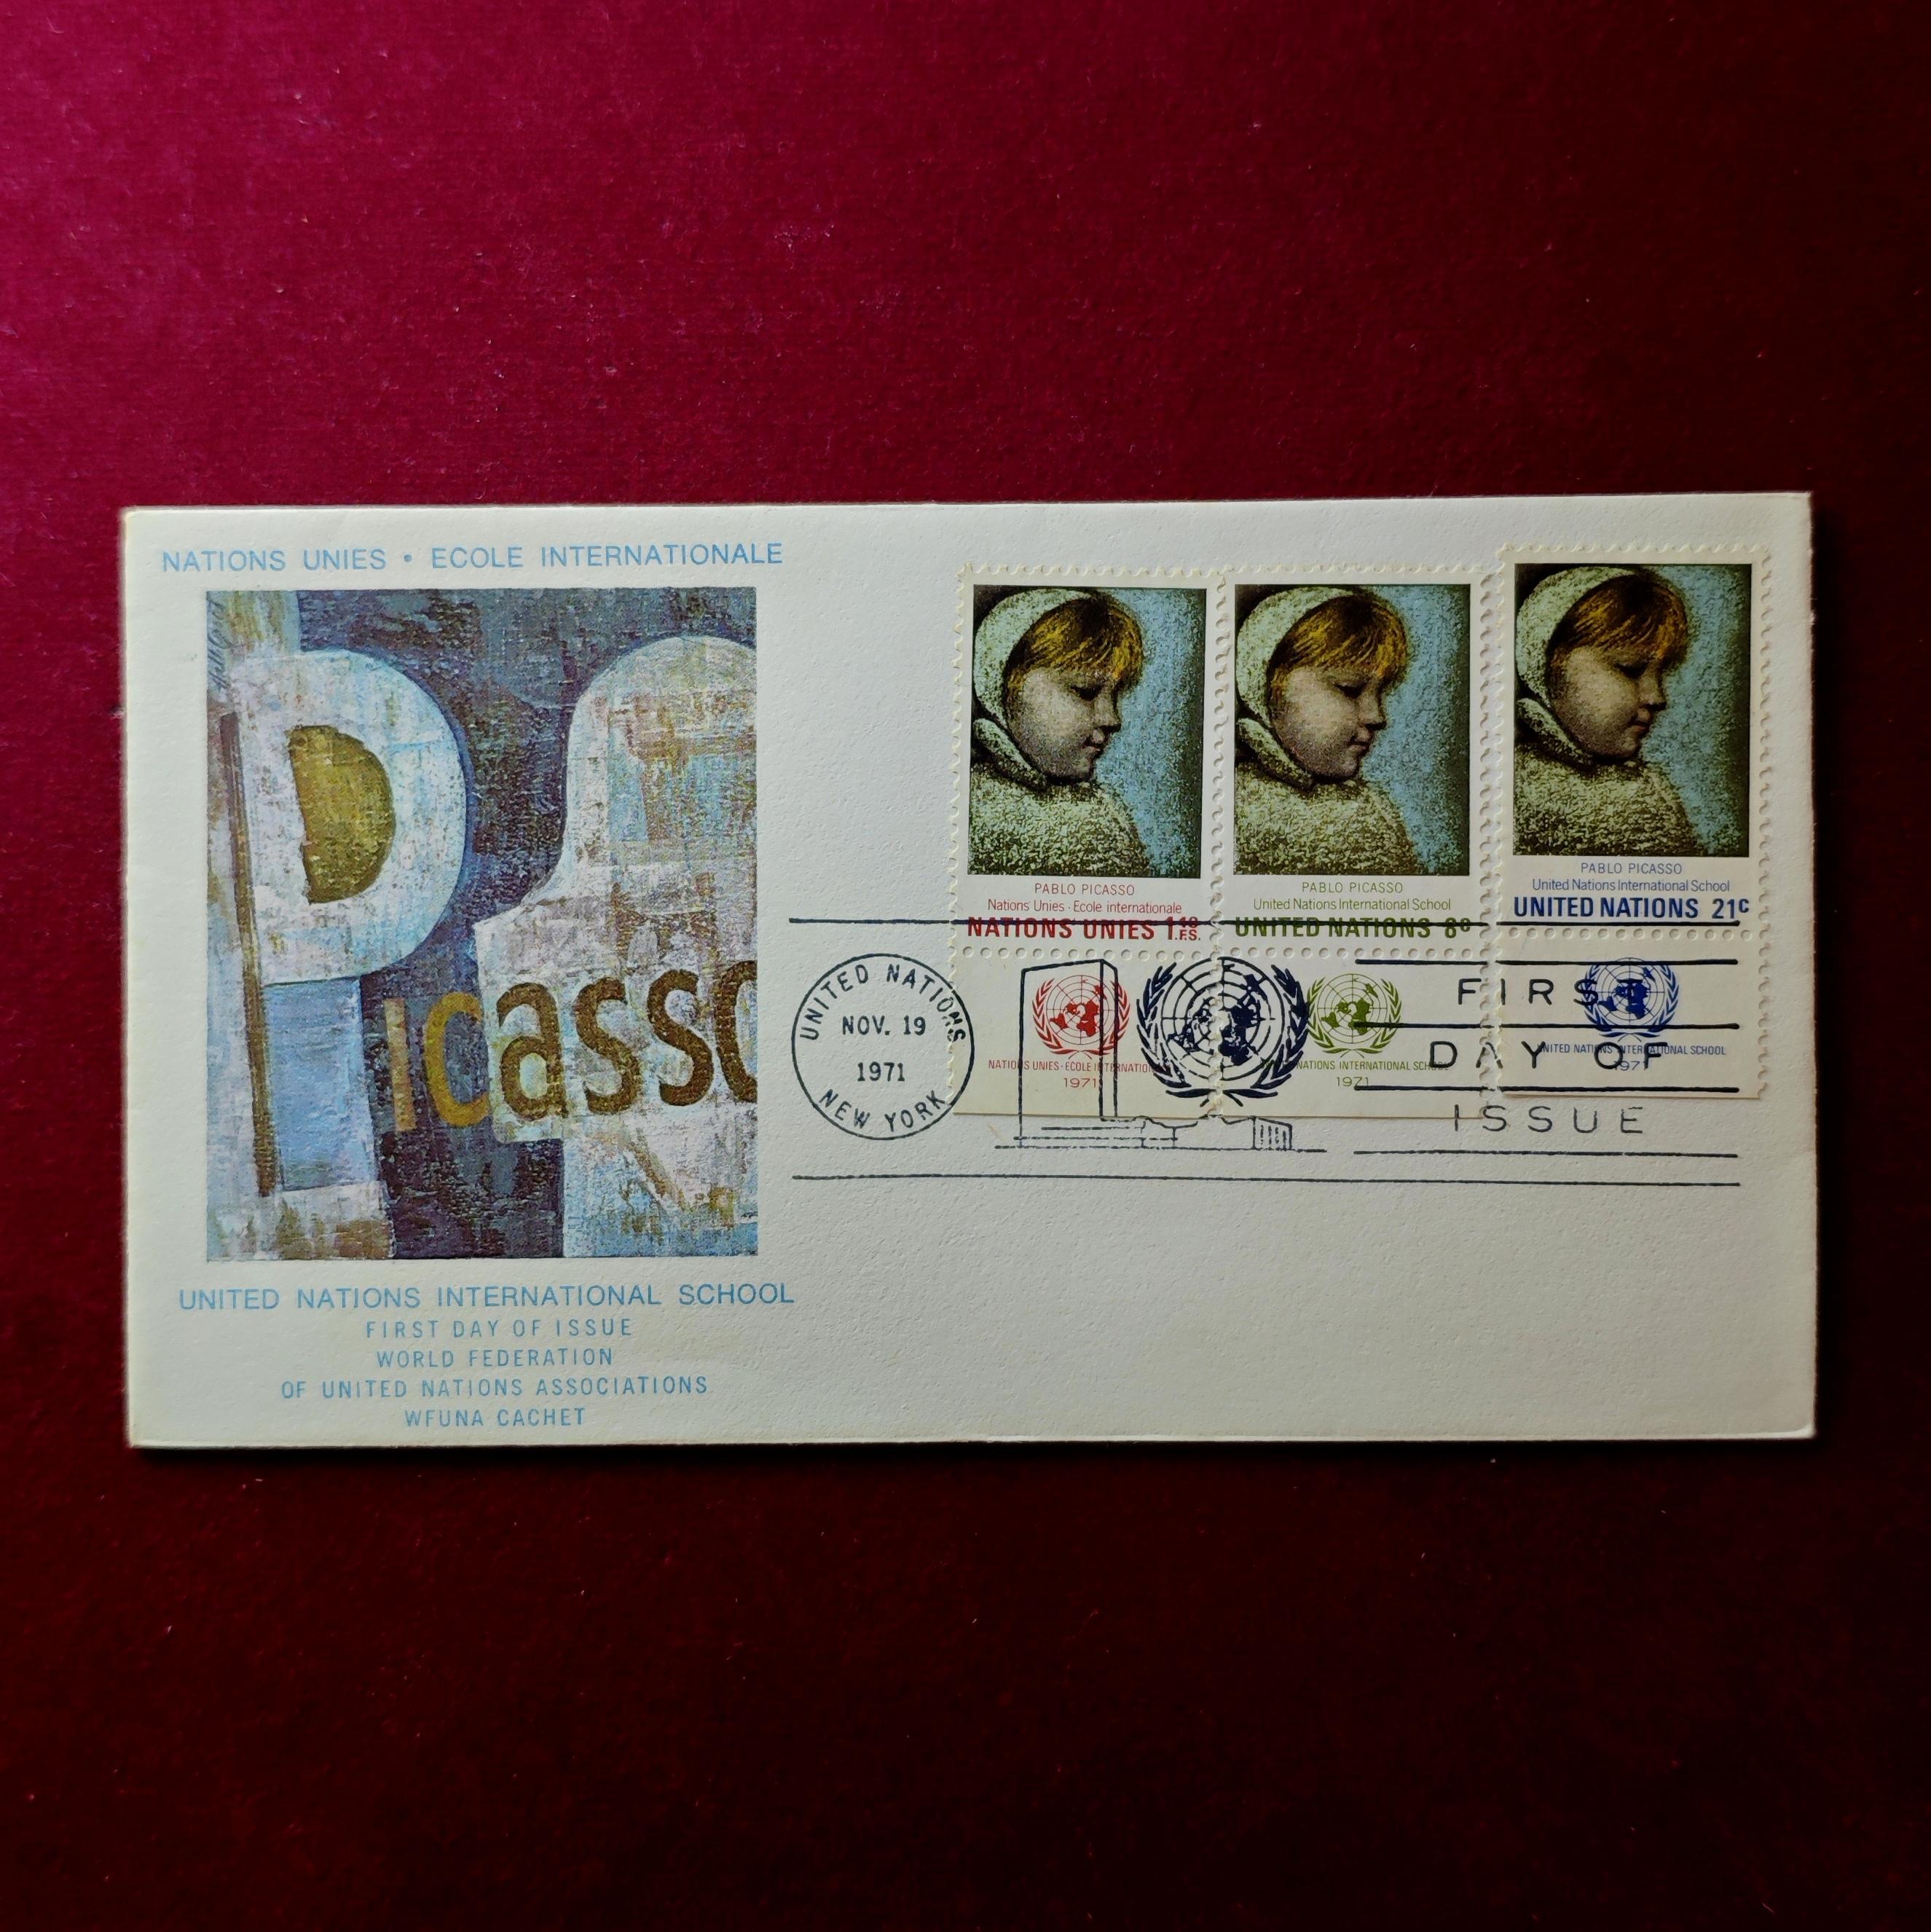 NATIONS UNIES • ECOLE INTERNATIONALE
Picasso
UNITED NATIONS INTERNATIONAL SCHOOL
FIRST DAY OF ISSUE
WORLD FEDERATION
OF UNITED NATIONS ASSOCIATIONS
WFUNA CACHET
PABLO PICASSO
Nations Unies · Ecole internationale
NATIONS UNIES 1.10 F.S.
NATIONS UNIES · ECOLE INTERNATION
1971
PABLO PICASSO
United Nations International School
UNITED NATIONS 8c
NATIONS INTERNATIONAL SCHOOL
1971
PABLO PICASSO
United Nations International School
UNITED NATIONS 21c
UNITED NATIONS INTERNATIONAL SCHOOL
1971
UNITED NATIONS
NOV. 19
1971
NEW YORK
FIRST
DAY OF
ISSUE